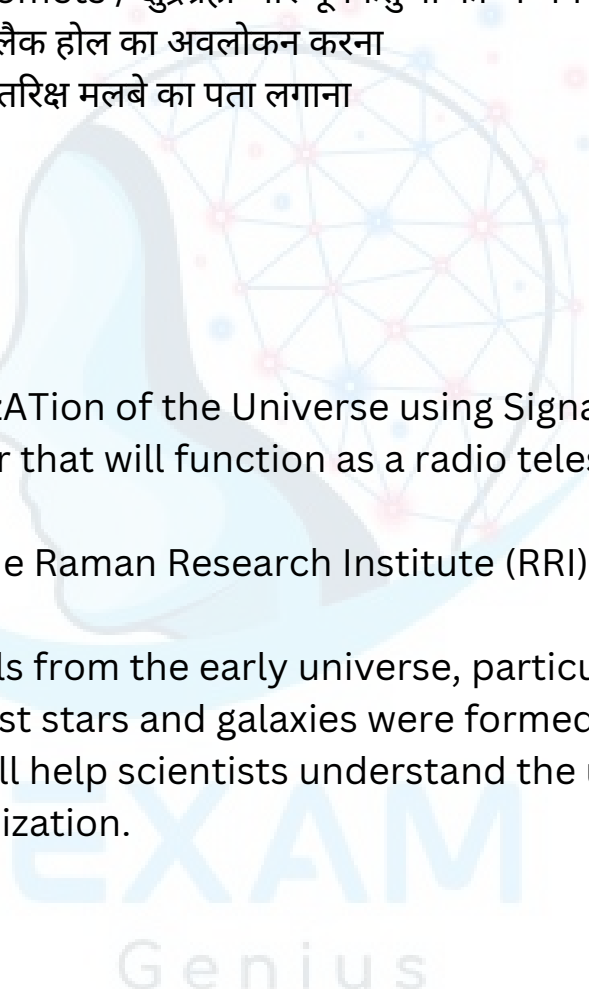 लैक होल का अवलोकन करना
तरिक्ष मलबे का पता लगाना
zATion of the Universe using Signa
r that will function as a radio teles
e Raman Research Institute (RRI)
ls from the early universe, particu
st stars and galaxies were formed
ll help scientists understand the
ization.
EXAM
Genius